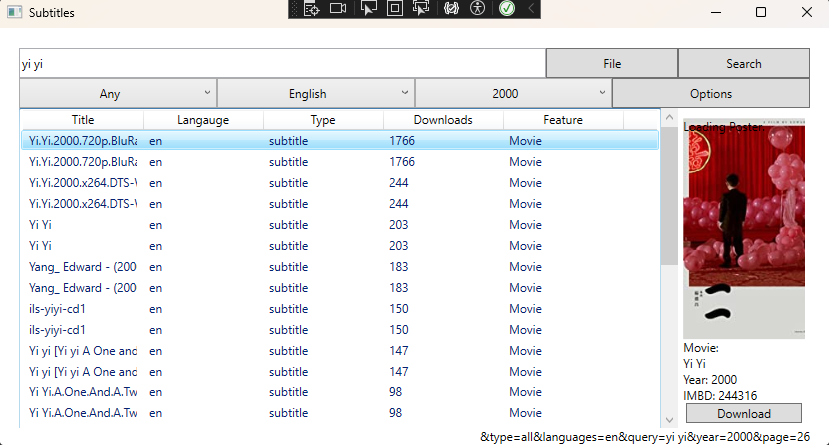 Subtitles
yi yi
File
Search
Any
English
2000
Options
Title Langauge Type Downloads Feature
Yi.Yi.2000.720p.BluRa en subtitle 1766 Movie
Yi.Yi.2000.720p.BluRa en subtitle 1766 Movie
Yi.Yi.2000.x264.DTS-V en subtitle 244 Movie
Yi.Yi.2000.x264.DTS-V en subtitle 244 Movie
Yi Yi en subtitle 203 Movie
Yi Yi en subtitle 203 Movie
Yang_ Edward - (200 en subtitle 183 Movie
Yang_ Edward - (200 en subtitle 183 Movie
ils-yiyi-cd1 en subtitle 150 Movie
ils-yiyi-cd1 en subtitle 150 Movie
Yi yi [Yi yi A One and en subtitle 147 Movie
Yi yi [Yi yi A One and en subtitle 147 Movie
Yi Yi.A.One.And.A.Tw en subtitle 98 Movie
Yi Yi.A.One.And.A.Tw en subtitle 98 Movie
Loading Poster
Movie:
Yi Yi
Year: 2000
IMBD: 244316
Download
&type=all&languages=en&query=yi yi&year=2000&page=26